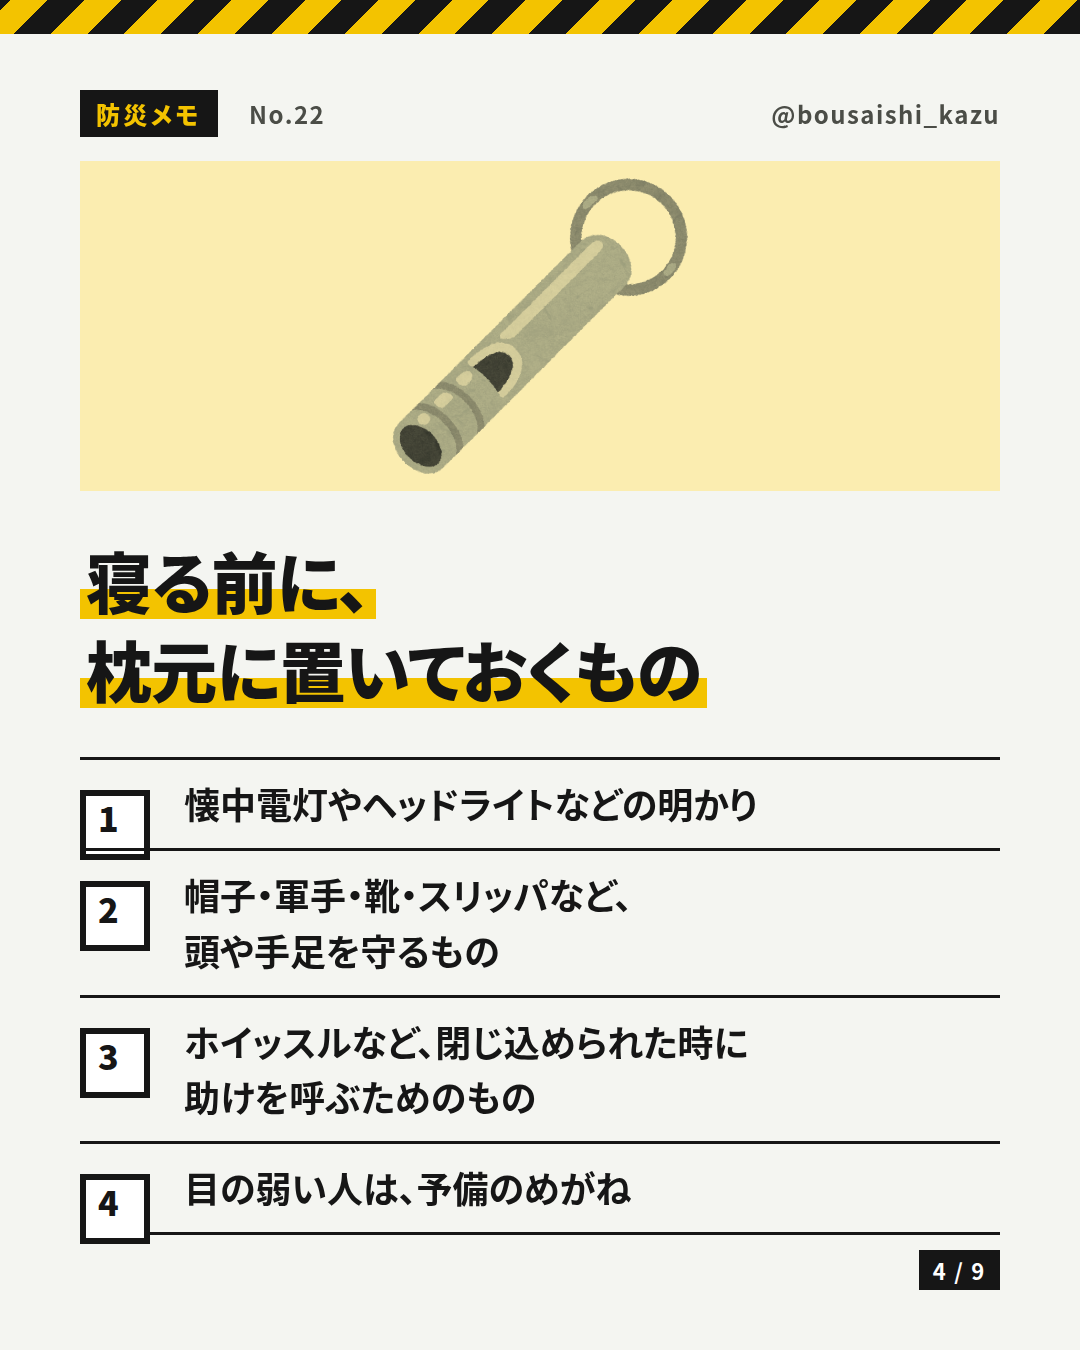 防災メモ No.22 @bousaishi_kazu
寝る前に、
枕元に置いておくもの
1 懐中電灯やヘッドライトなどの明かり
2 帽子・軍手・靴・スリッパなど、
頭や手足を守るもの
3 ホイッスルなど、閉じ込められた時に
助けを呼ぶためのもの
4 目の弱い人は、予備のめがね
4 / 9